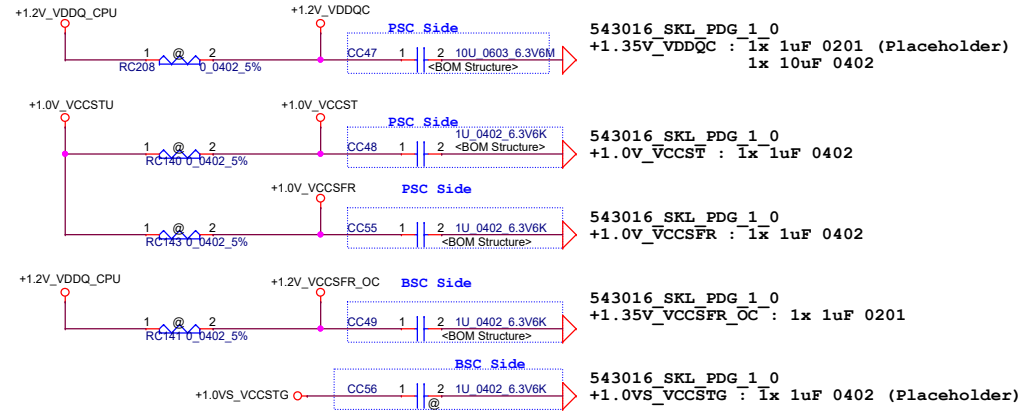 +1.2V_VDDQ_CPU
+1.2V_VDDQC
PSC Side
CC47 1 2 10U_0603_6.3V6M
<BOM Structure>
1 @ 2
RC208 0_0402_5%
543016_SKL_PDG_1_0
+1.35V_VDDQC : 1x 1uF 0201 (Placeholder)
1x 10uF 0402
+1.0V_VCCSTU
+1.0V_VCCST
PSC Side
1U_0402_6.3V6K
CC48 1 2 <BOM Structure>
1 @ 2
RC140 0_0402_5%
543016_SKL_PDG_1_0
+1.0V_VCCST : 1x 1uF 0402
+1.0V_VCCSFR
PSC Side
CC55 1 2 1U_0402_6.3V6K
<BOM Structure>
1 @ 2
RC143 0_0402_5%
543016_SKL_PDG_1_0
+1.0V_VCCSFR : 1x 1uF 0402
+1.2V_VDDQ_CPU
+1.2V_VCCSFR_OC
BSC Side
CC49 1 2 1U_0402_6.3V6K
<BOM Structure>
1 @ 2
RC141 0_0402_5%
543016_SKL_PDG_1_0
+1.35V_VCCSFR_OC : 1x 1uF 0201
BSC Side
+1.0VS_VCCSTG
CC56 1 2 1U_0402_6.3V6K
@
543016_SKL_PDG_1_0
+1.0VS_VCCSTG : 1x 1uF 0402 (Placeholder)